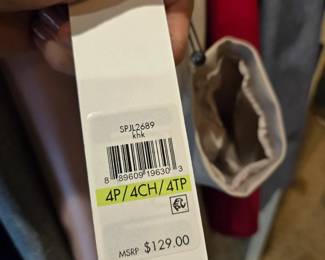 SPJL2689
khk
8 89609 19630 3
4P/4CH/4TP
MSRP $129.00